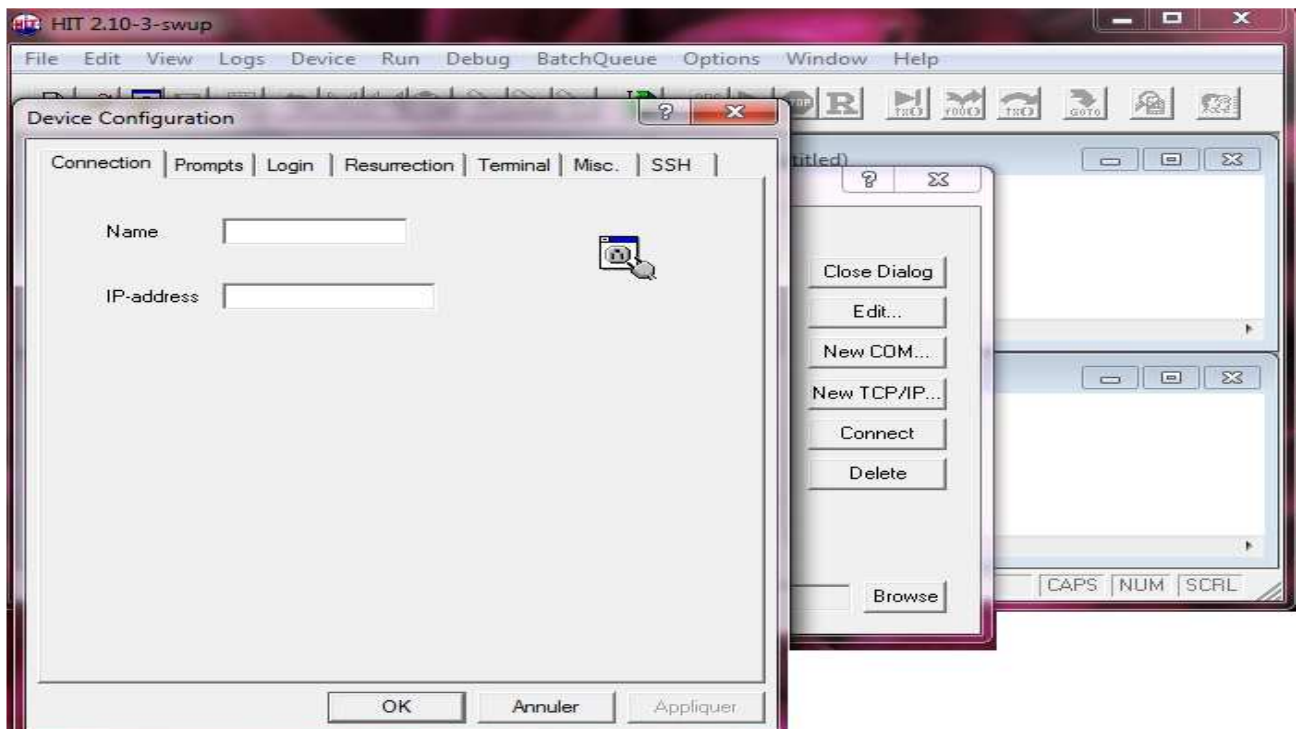 HIT 2.10-3-swup
File Edit View Logs Device Run Debug BatchQueue Options Window Help
Device Configuration
Connection Prompts Login Resurrection Terminal Misc. SSH
Name
IP-address
OK Annuler Appliquer
Close Dialog
Edit...
New COM...
New TCP/IP...
Connect
Delete
Browse
CAPS NUM SCRL